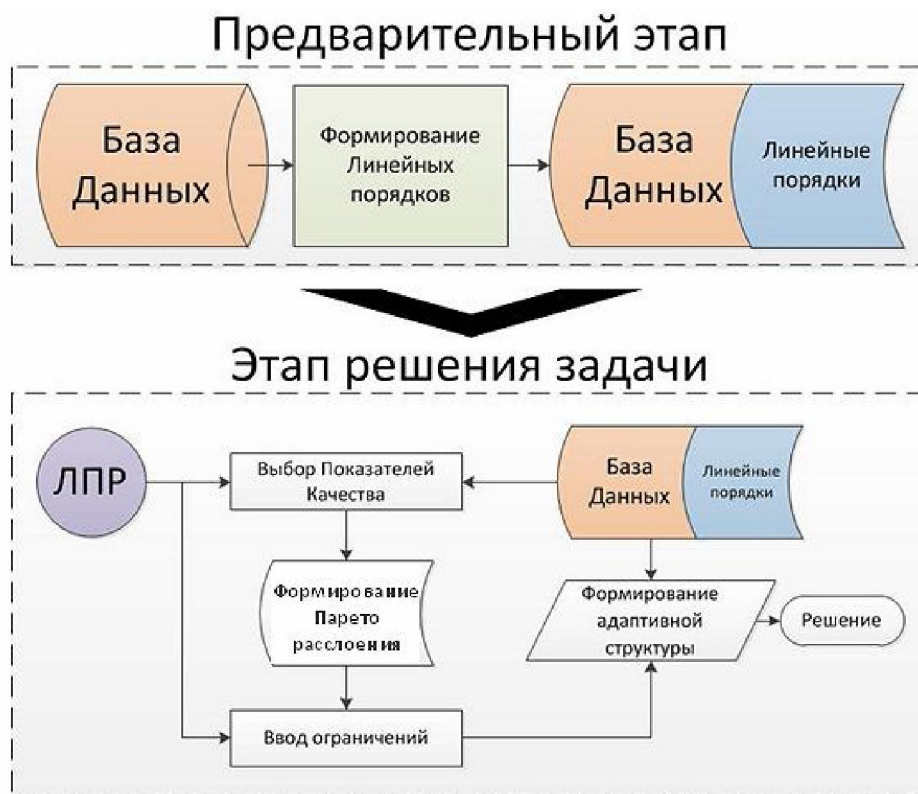 Предварительный этап
База
Данных
Формирование
Линейных
порядков
База
Данных
Линейные
порядки
Этап решения задачи
ЛПР
Выбор Показателей
Качества
База
Данных
Линейные
порядки
Формирование
Парето
расслоения
Формирование
адаптивной
структуры
Решение
Ввод ограничений